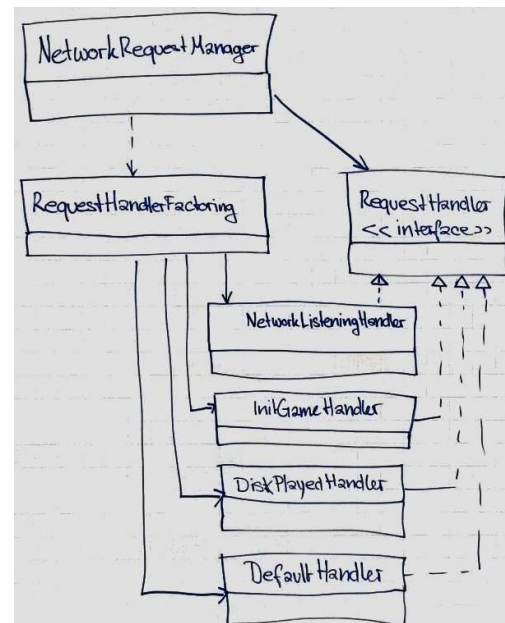 NetworkRequestManager
RequestHandlerFactoring
RequestHandler
<< interface >>
NetworkListeningHandler
InitGameHandler
DiskPlayedHandler
DefaultHandler